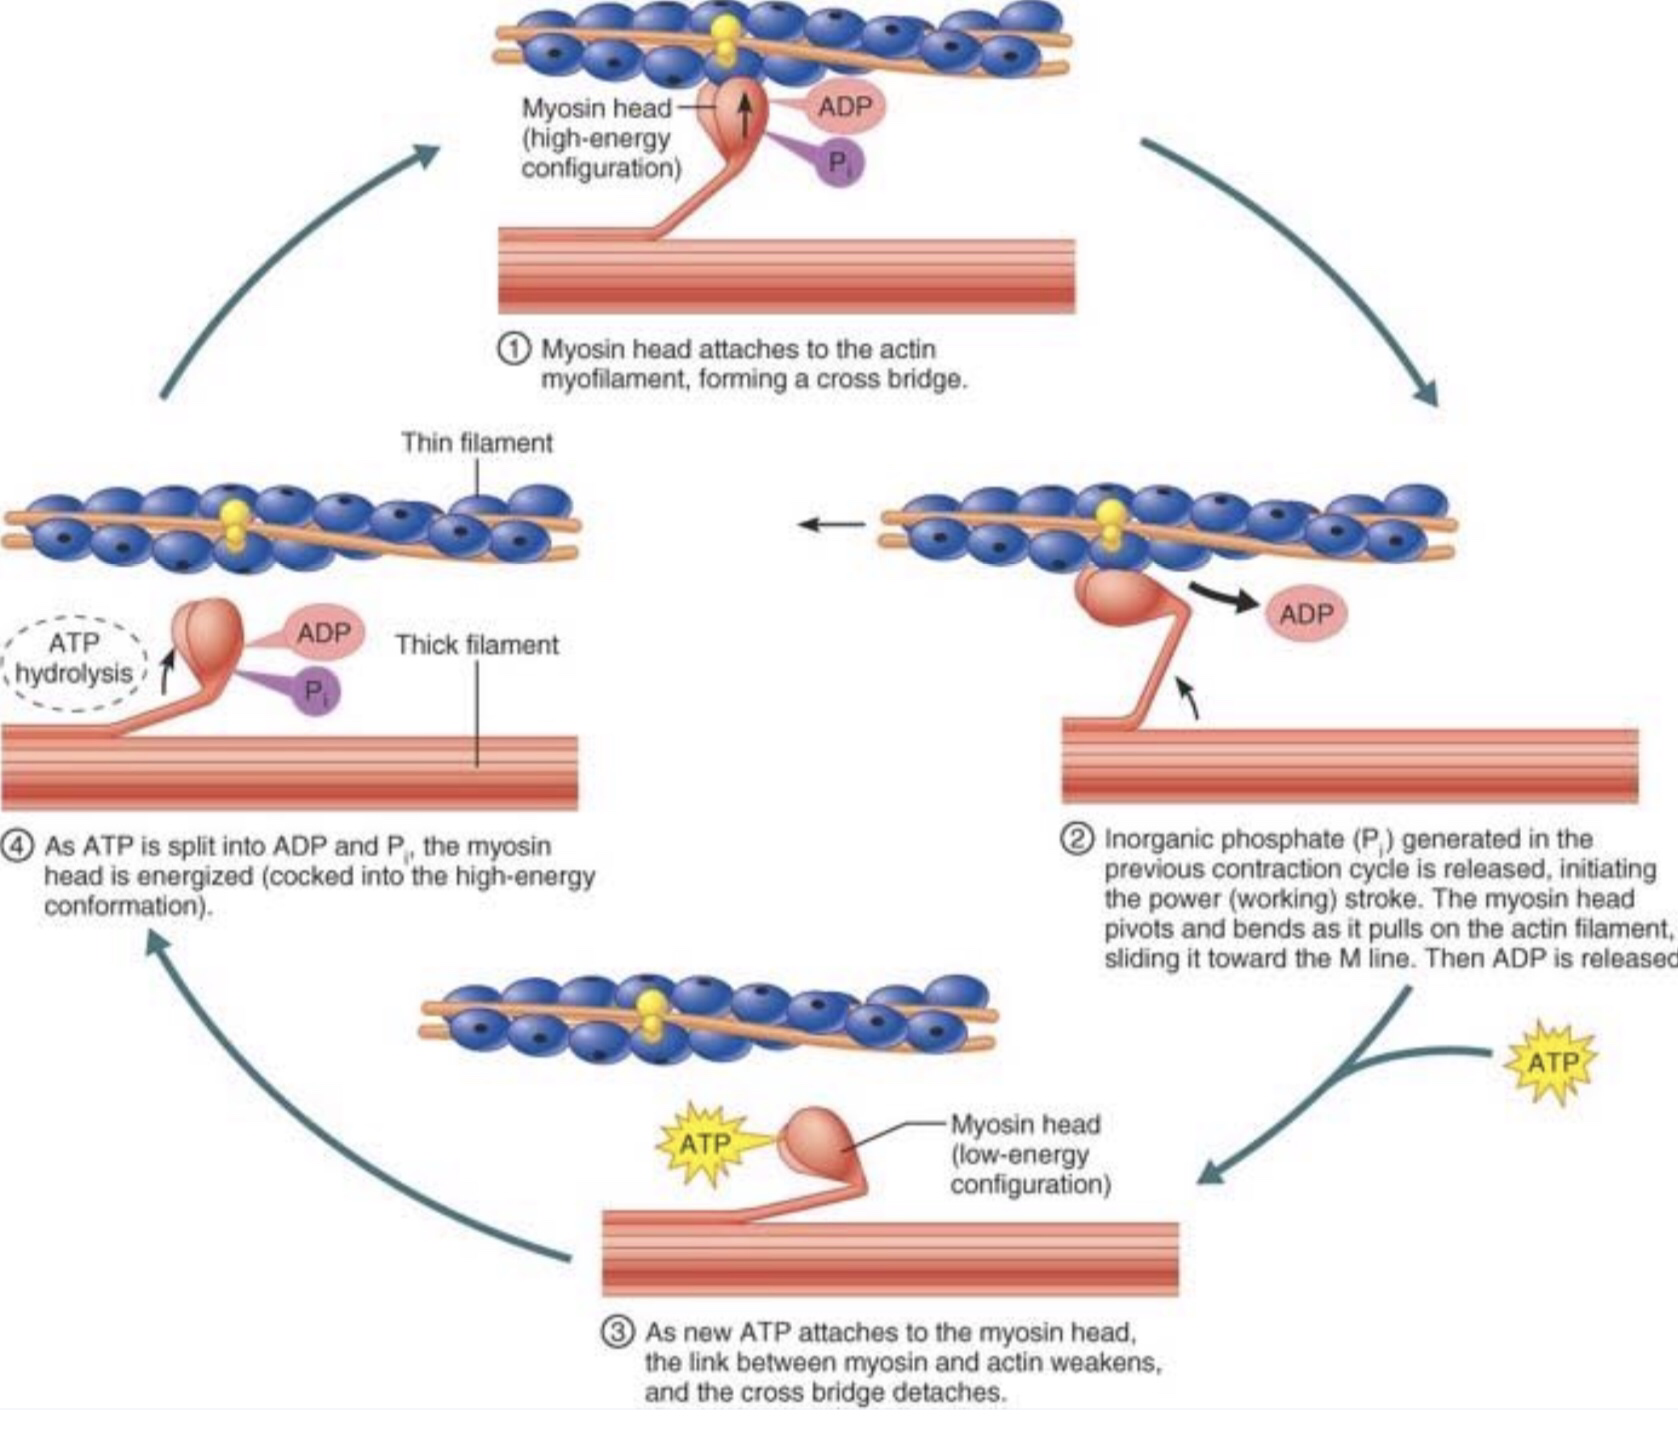 Myosin head
(high-energy
configuration)
ADP
Pi
① Myosin head attaches to the actin
myofilament, forming a cross bridge.
Thin filament
ATP
hydrolysis
ADP
Pi
Thick filament
④ As ATP is split into ADP and Pi, the myosin
head is energized (cocked into the high-energy
conformation).
ADP
② Inorganic phosphate (Pi) generated in the
previous contraction cycle is released, initiating
the power (working) stroke. The myosin head
pivots and bends as it pulls on the actin filament,
sliding it toward the M line. Then ADP is released
ATP
ATP
Myosin head
(low-energy
configuration)
③ As new ATP attaches to the myosin head,
the link between myosin and actin weakens,
and the cross bridge detaches.